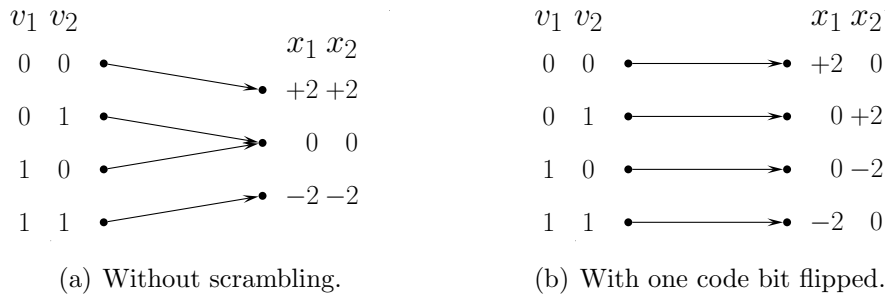 v1 v2
x1 x2
0 0
+2 +2
0 1
0 0
1 0
−2 −2
1 1
(a) Without scrambling.
v1 v2
x1 x2
0 0
+2 0
0 1
0 +2
1 0
0 −2
1 1
−2 0
(b) With one code bit flipped.